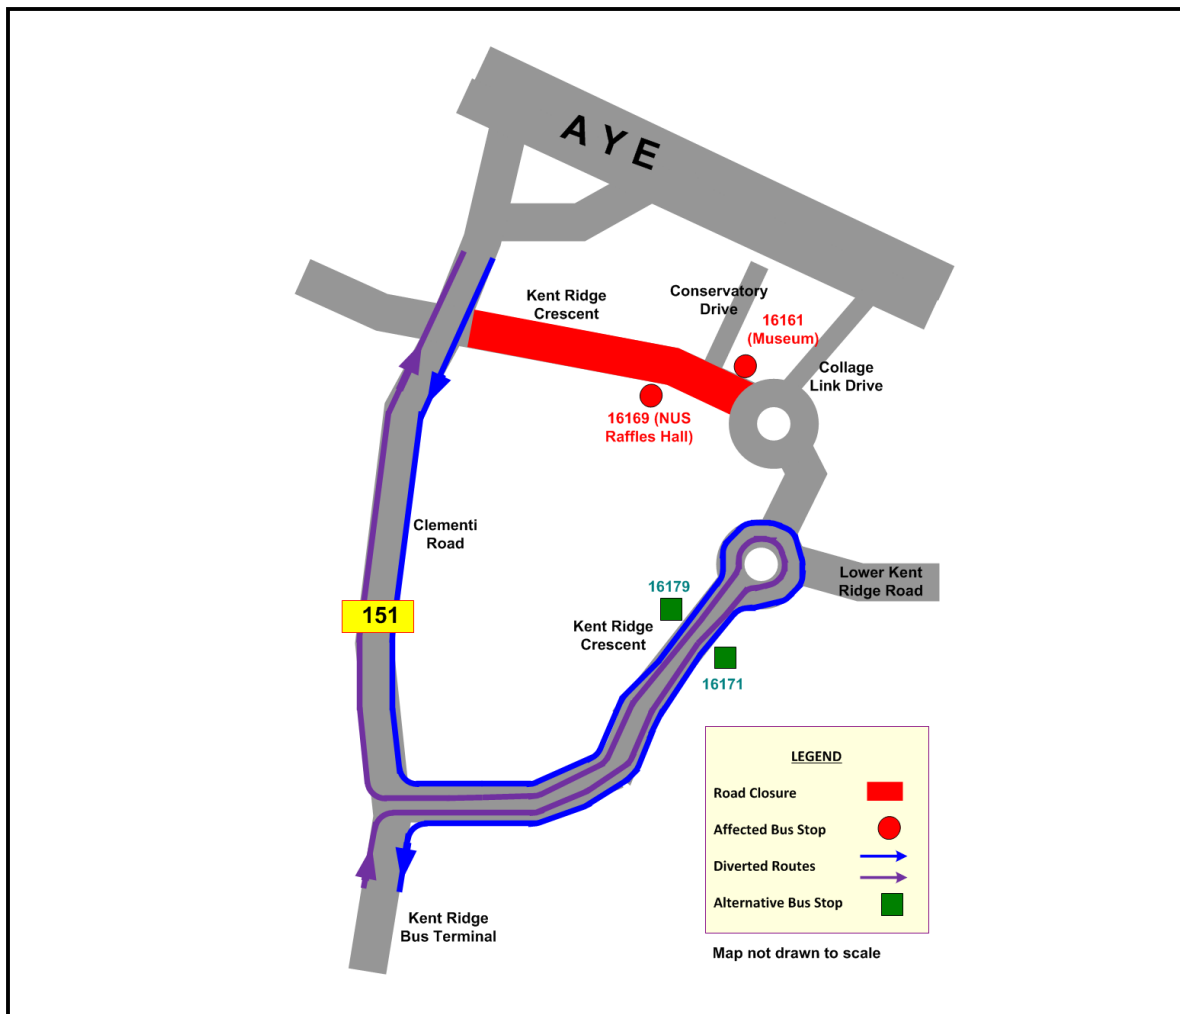 AYE
Kent Ridge
Crescent
Conservatory
Drive
16161
(Museum)
Collage
Link Drive
16169 (NUS
Raffles Hall)
Clementi
Road
Lower Kent
Ridge Road
16179
151
Kent Ridge
Crescent
16171
LEGEND
Road Closure
Affected Bus Stop
Diverted Routes
Alternative Bus Stop
Kent Ridge
Bus Terminal
Map not drawn to scale